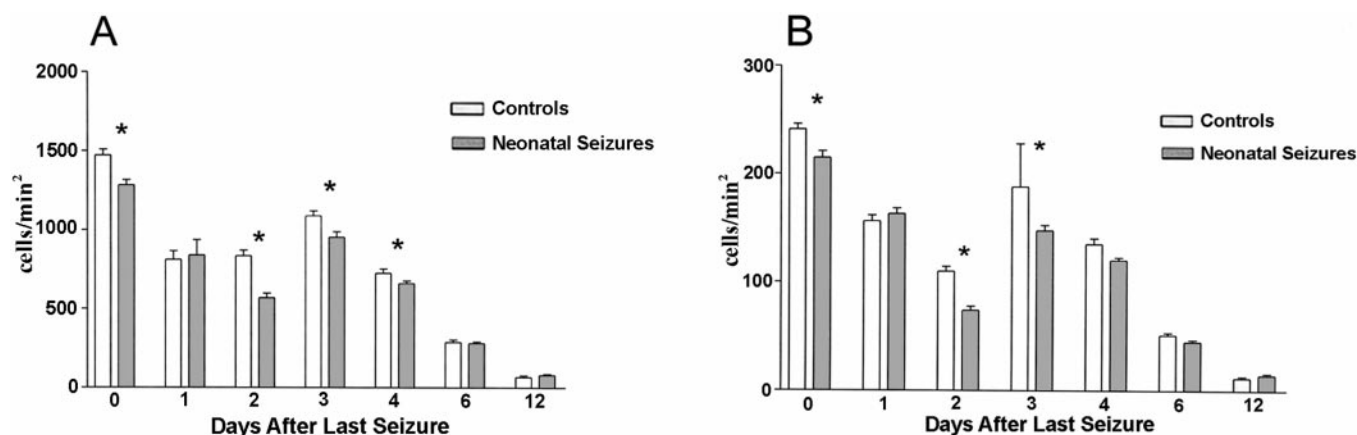 A
2000
1500
1000
500
0
cells/min²
*
*
*
*
Controls
Neonatal Seizures
0 1 2 3 4 6 12
Days After Last Seizure
B
300
200
100
0
cells/min²
*
*
*
Controls
Neonatal Seizures
0 1 2 3 4 6 12
Days After Last Seizure